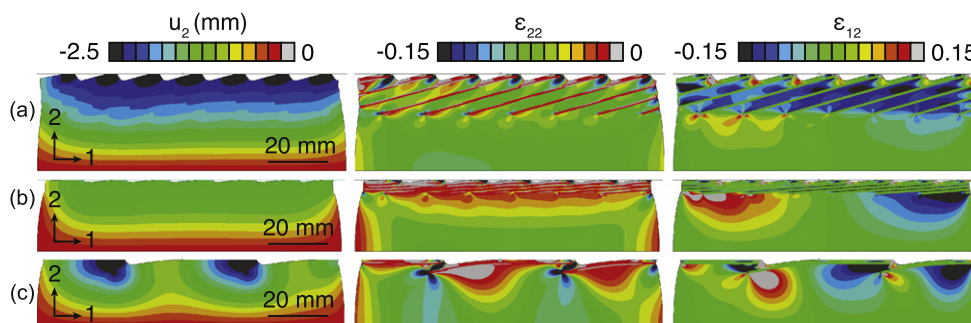 u₂ (mm) ε₂₂ ε₁₂
-2.5 0 -0.15 0 -0.15 0.15
(a) 2 1 20 mm
(b) 2 1 20 mm
(c) 2 1 20 mm